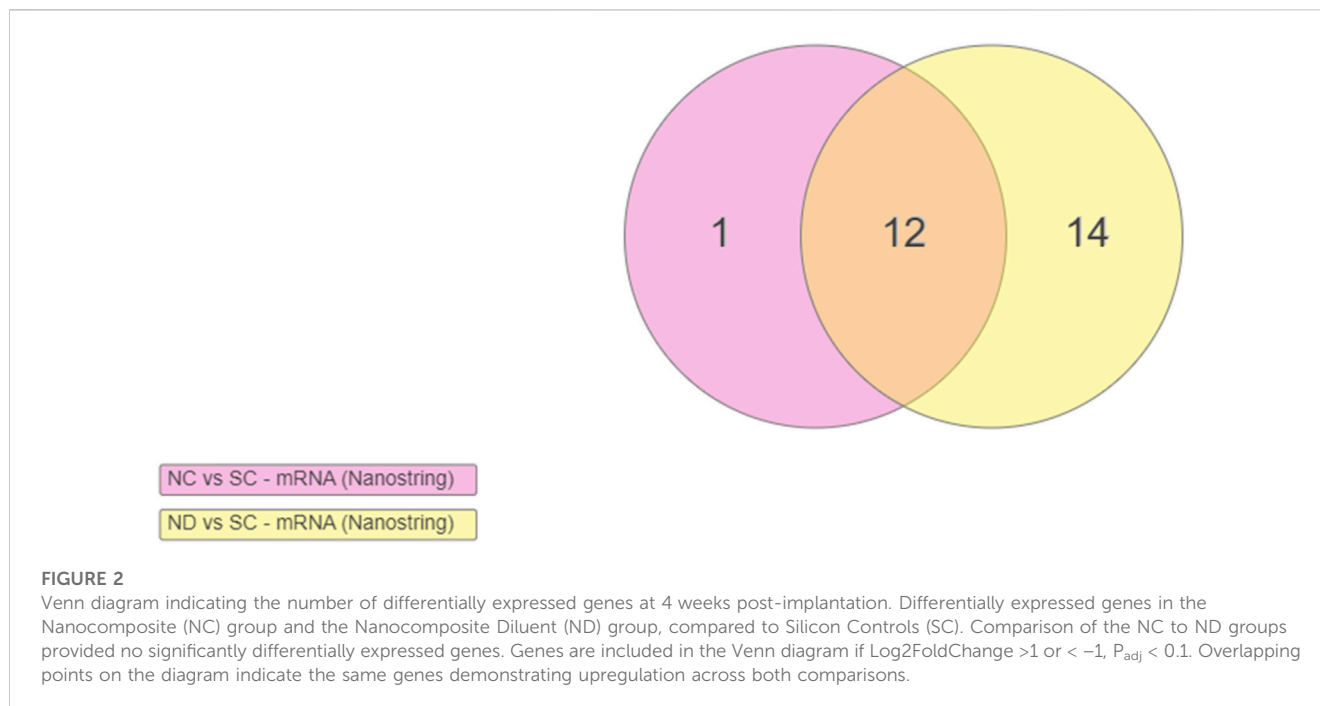 1
12
14
NC vs SC - mRNA (Nanostring)
ND vs SC - mRNA (Nanostring)
FIGURE 2
Venn diagram indicating the number of differentially expressed genes at 4 weeks post-implantation. Differentially expressed genes in the
Nanocomposite (NC) group and the Nanocomposite Diluent (ND) group, compared to Silicon Controls (SC). Comparison of the NC to ND groups
provided no significantly differentially expressed genes. Genes are included in the Venn diagram if Log2FoldChange >1 or < −1, Padj < 0.1. Overlapping
points on the diagram indicate the same genes demonstrating upregulation across both comparisons.